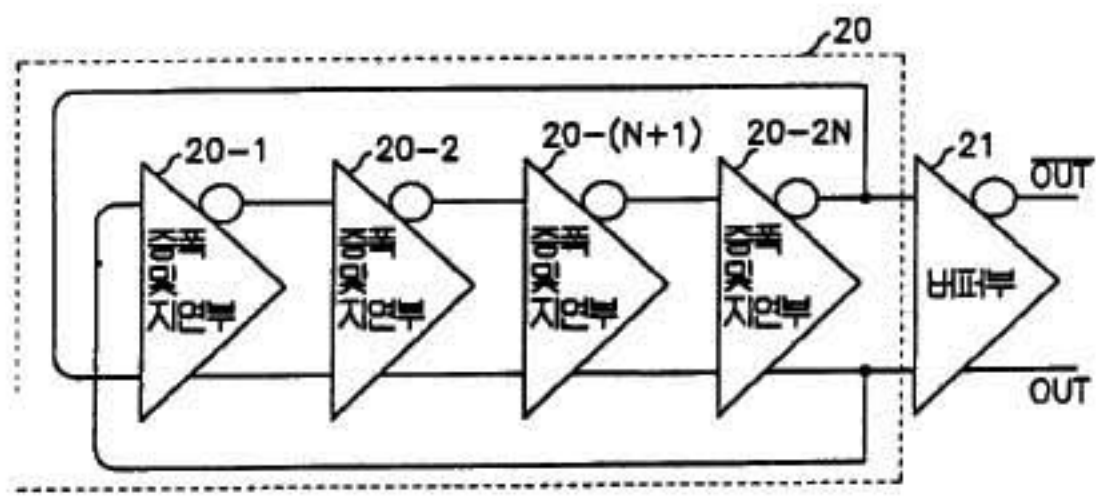 20
20-1
20-2
20-(N+1)
20-2N
21
OUT
증폭
및
지연부
증폭
및
지연부
증폭
및
지연부
증폭
및
지연부
버퍼부
OUT